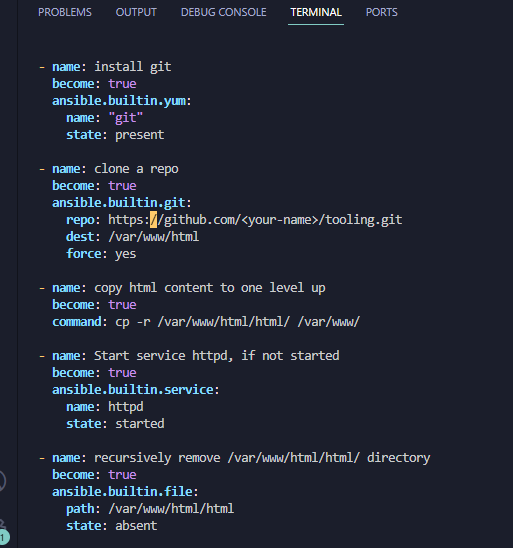 PROBLEMS OUTPUT DEBUG CONSOLE TERMINAL PORTS
- name: install git
  become: true
  ansible.builtin.yum:
    name: "git"
    state: present
- name: clone a repo
  become: true
  ansible.builtin.git:
    repo: https://github.com/<your-name>/tooling.git
    dest: /var/www/html
    force: yes
- name: copy html content to one level up
  become: true
  command: cp -r /var/www/html/html/ /var/www/
- name: Start service httpd, if not started
  become: true
  ansible.builtin.service:
    name: httpd
    state: started
- name: recursively remove /var/www/html/html/ directory
  become: true
  ansible.builtin.file:
    path: /var/www/html/html
    state: absent
1